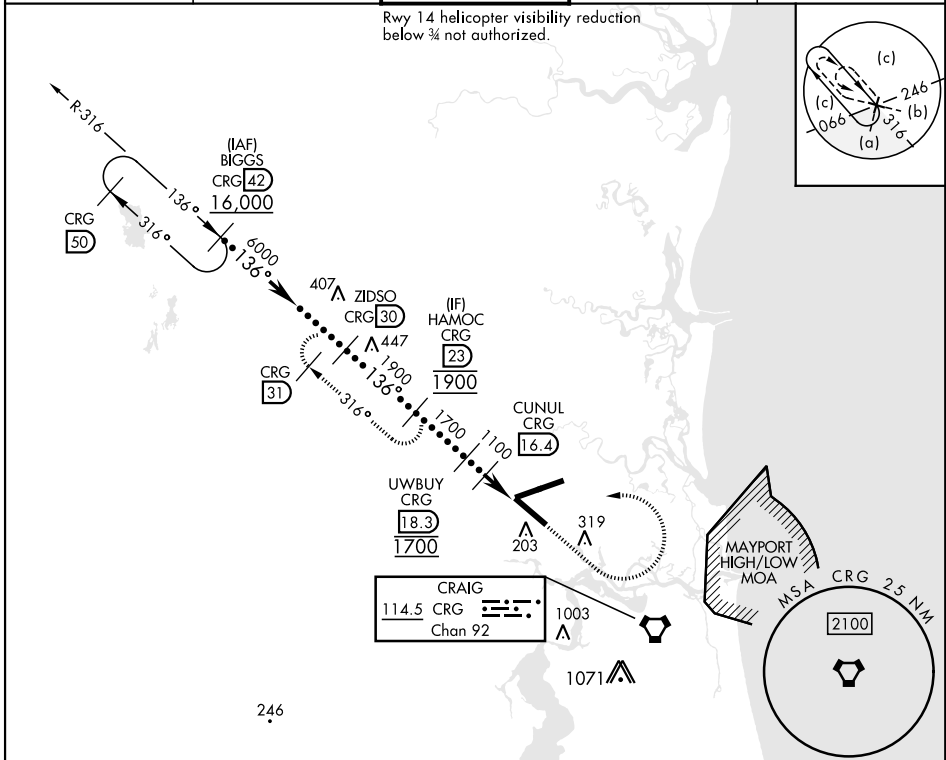 Rwy 14 helicopter visibility reduction
below ¾ not authorized.
(c)
(c)
246
(b)
066
316
(a)
R-316
(IAF)
BIGGS
CRG 42
16,000
136°
316°
CRG
50
6000
136°
407
ZIDSO
CRG 30
447
(IF)
HAMOC
CRG
23
1900
1900
136°
CRG
31
316°
1700
1100
CUNUL
CRG
16.4
UWBUY
CRG
18.3
1700
203
319
MAYPORT
HIGH/LOW
MOA
CRAIG
114.5 CRG
Chan 92
1003
1071
MSA CRG 25 NM
2100
246